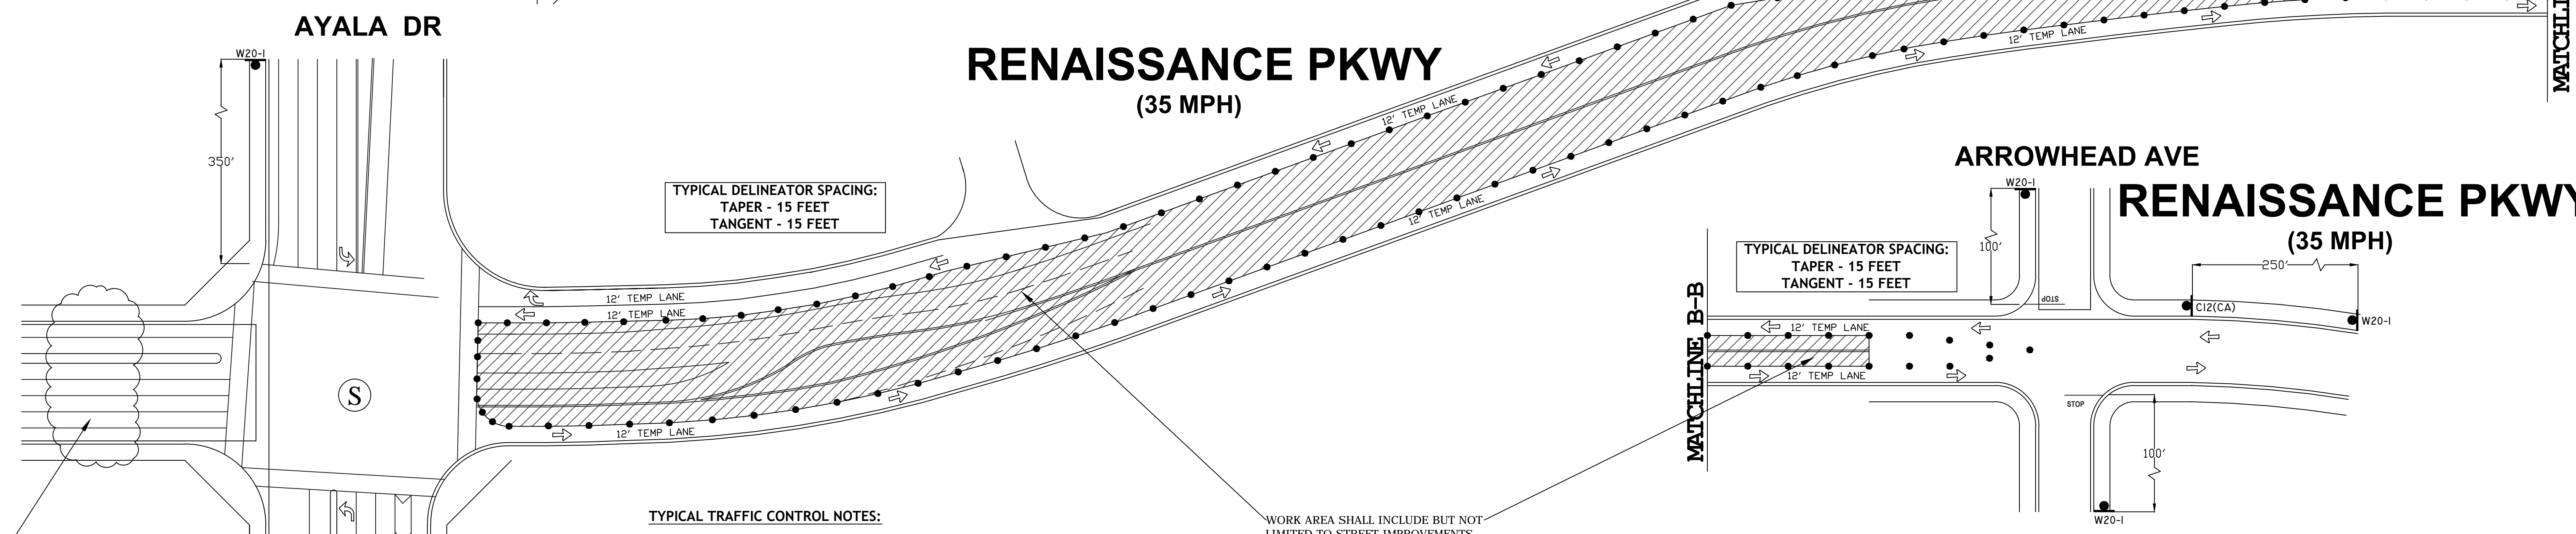 AYALA DR
W20-1
350'
RENAISSANCE PKWY
(35 MPH)
TYPICAL DELINEATOR SPACING:
TAPER - 15 FEET
TANGENT - 15 FEET
12' TEMP LANE
12' TEMP LANE
12' TEMP LANE
12' TEMP LANE
12' TEMP LANE
12' TEMP LANE
S
TYPICAL TRAFFIC CONTROL NOTES:
WORK AREA SHALL INCLUDE BUT NOT
LIMITED TO STREET IMPROVEMENTS
ARROWHEAD AVE
W20-1
RENAISSANCE PKWY
(35 MPH)
100'
TYPICAL DELINEATOR SPACING:
TAPER - 15 FEET
TANGENT - 15 FEET
250'
STOP
C12(CA)
W20-1
MATCHLINE B-B
12' TEMP LANE
12' TEMP LANE
STOP
100'
W20-1